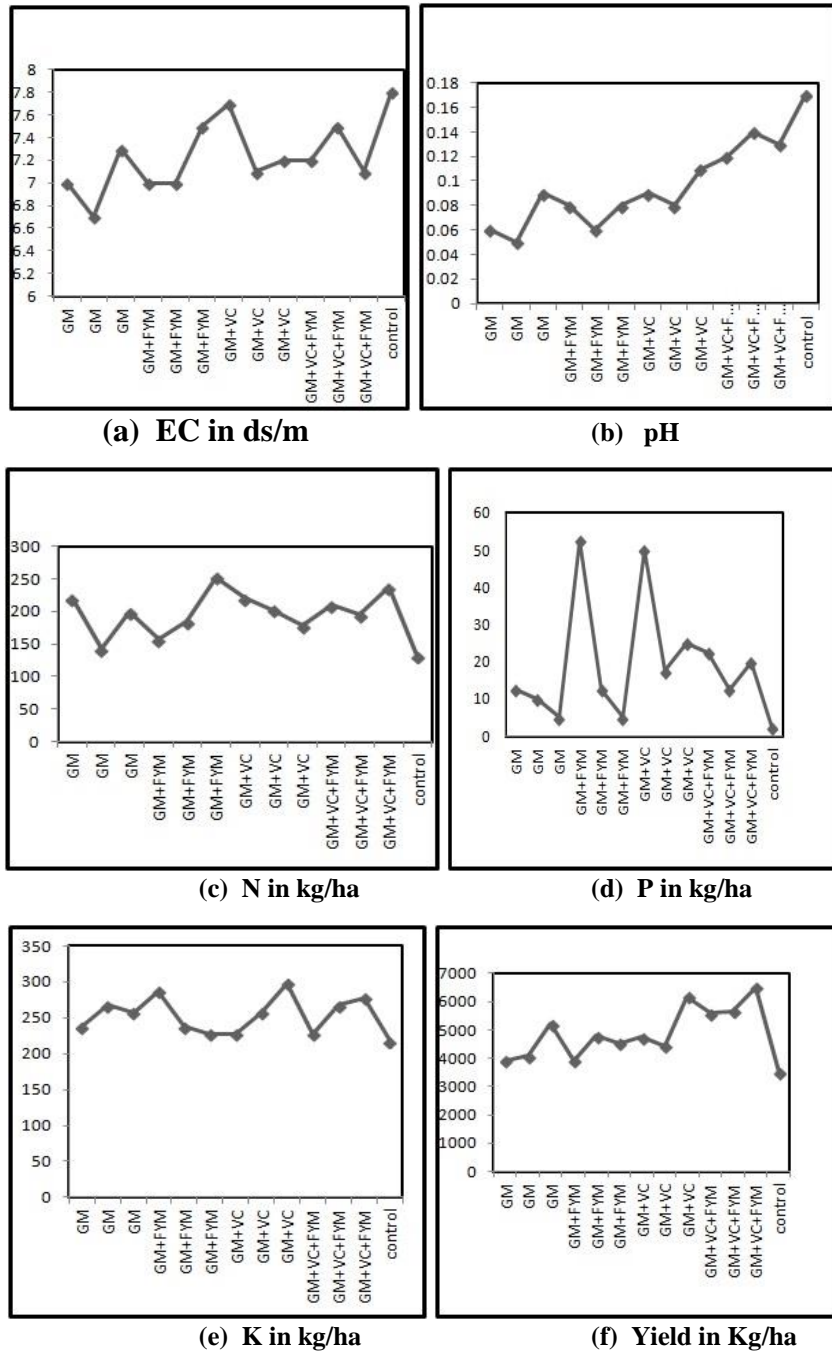 8
7.8
7.6
7.4
7.2
7
6.8
6.6
6.4
6.2
6
GM
GM
GM
GM+FYM
GM+FYM
GM+FYM
GM+VC
GM+VC
GM+VC
GM+VC+FYM
GM+VC+FYM
GM+VC+FYM
control
(a) EC in ds/m
0.18
0.16
0.14
0.12
0.1
0.08
0.06
0.04
0.02
0
GM
GM
GM
GM+FYM
GM+FYM
GM+FYM
GM+VC
GM+VC
GM+VC
GM+VC+F...
GM+VC+F...
GM+VC+F...
control
(b) pH
300
250
200
150
100
50
0
GM
GM
GM
GM+FYM
GM+FYM
GM+FYM
GM+VC
GM+VC
GM+VC
GM+VC+FYM
GM+VC+FYM
GM+VC+FYM
control
(c) N in kg/ha
60
50
40
30
20
10
0
GM
GM
GM
GM+FYM
GM+FYM
GM+FYM
GM+VC
GM+VC
GM+VC
GM+VC+FYM
GM+VC+FYM
GM+VC+FYM
control
(d) P in kg/ha
350
300
250
200
150
100
50
0
GM
GM
GM
GM+FYM
GM+FYM
GM+FYM
GM+VC
GM+VC
GM+VC
GM+VC+FYM
GM+VC+FYM
GM+VC+FYM
control
(e) K in kg/ha
7000
6000
5000
4000
3000
2000
1000
0
GM
GM
GM
GM+FYM
GM+FYM
GM+FYM
GM+VC
GM+VC
GM+VC
GM+VC+FYM
GM+VC+FYM
GM+VC+FYM
control
(f) Yield in Kg/ha